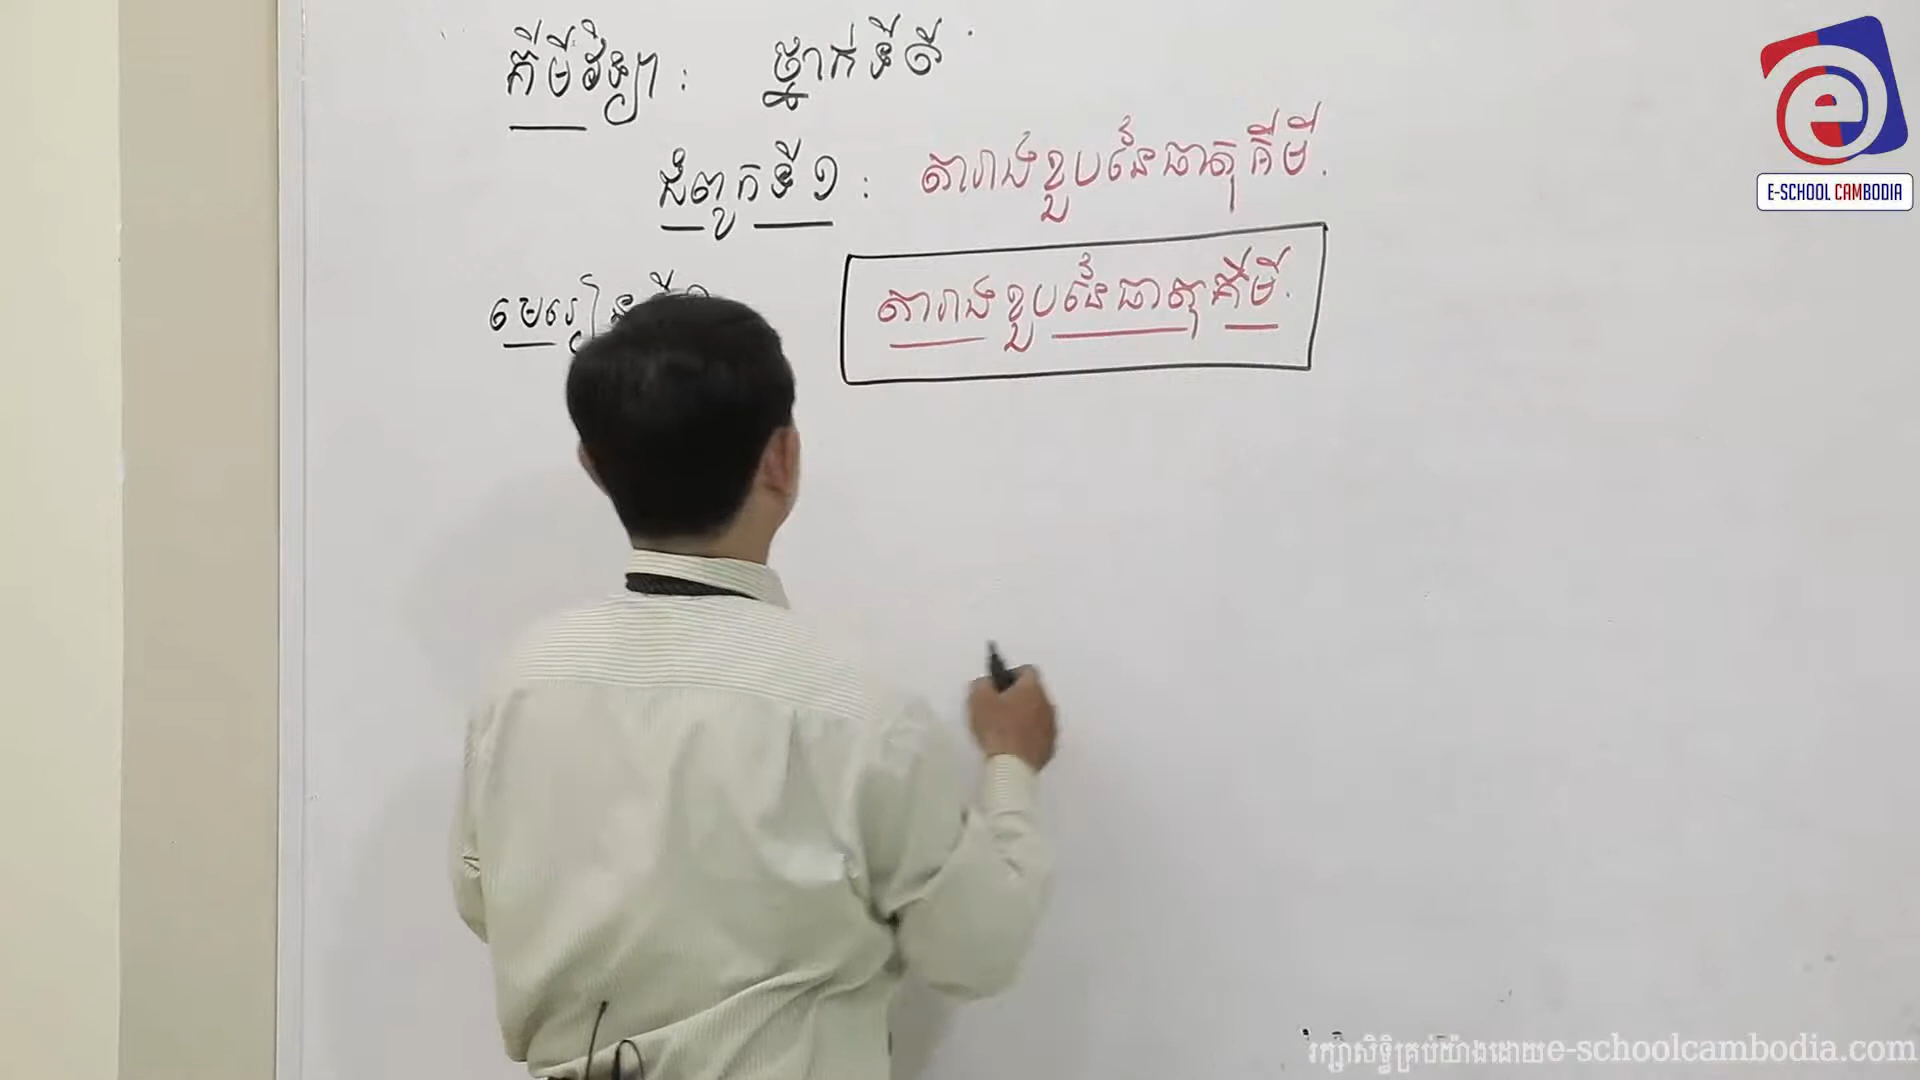 គីមីវិទ្យា : ថ្នាក់ទី៩
ជំពូកទី១ : តារាងខួបនៃធាតុគីមី.
មេរៀនទី១
តារាងខួបនៃធាតុគីមី.
e
E-SCHOOL CAMBODIA
រក្សាសិទ្ធិគ្រប់យ៉ាងដោយe-schoolcambodia.com